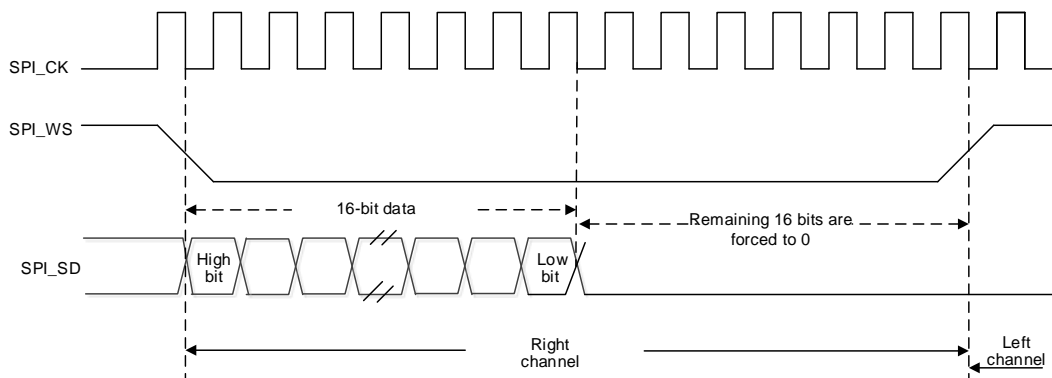 SPI_CK
SPI_WS
16-bit data
Remaining 16 bits are
forced to 0
SPI_SD
High
bit
Low
bit
Right
channel
Left
channel